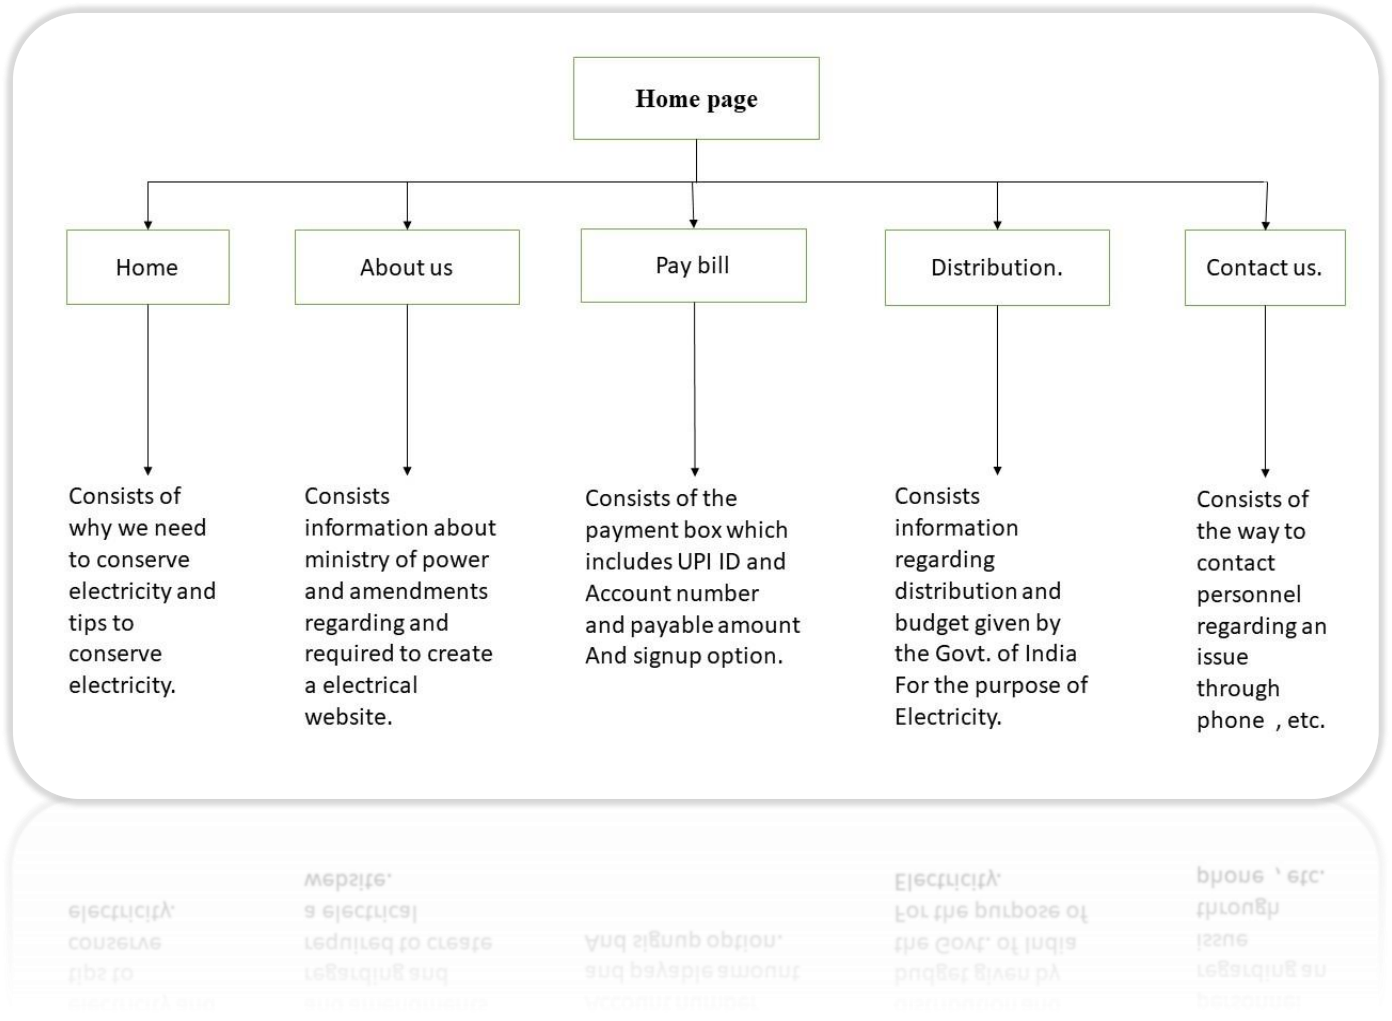 Home page
Home
About us
Pay bill
Distribution.
Contact us.
Consists of
why we need
to conserve
electricity and
tips to
conserve
electricity.
Consists
information about
ministry of power
and amendments
regarding and
required to create
a electrical
website.
Consists of the
payment box which
includes UPI ID and
Account number
and payable amount
And signup option.
Consists
information
regarding
distribution and
budget given by
the Govt. of India
For the purpose of
Electricity.
Consists of
the way to
contact
personnel
regarding an
issue
through
phone , etc.